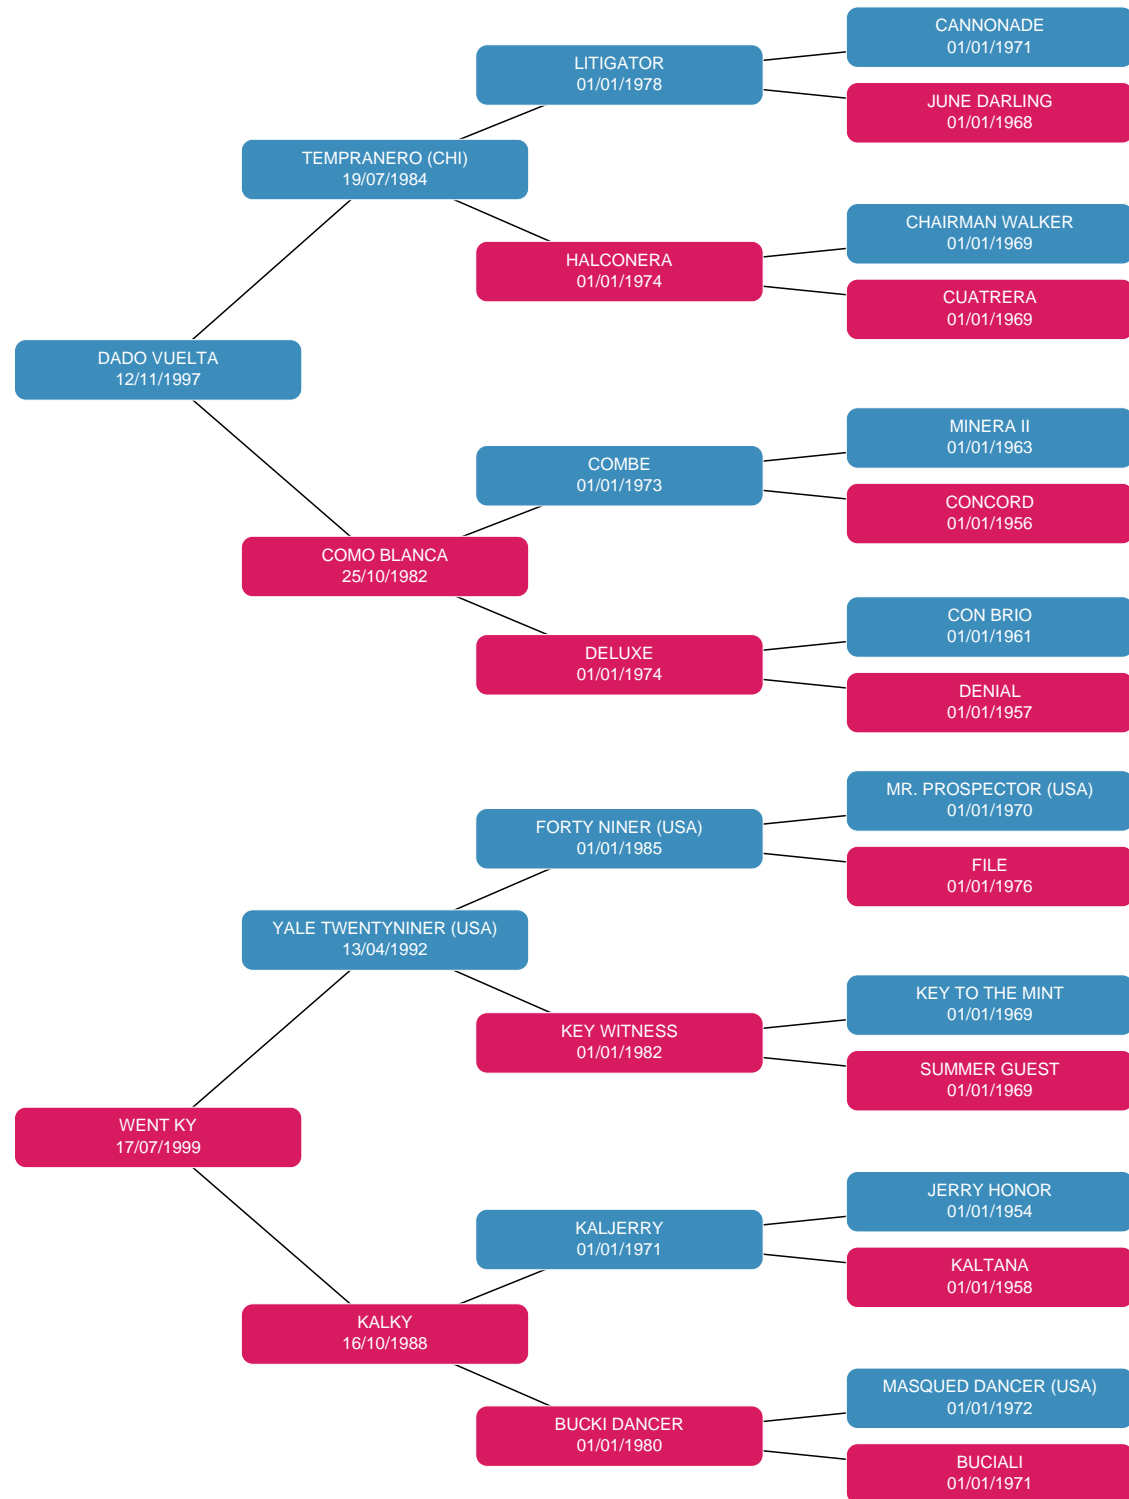 CANNONADE
01/01/1971
LITIGATOR
01/01/1978
JUNE DARLING
01/01/1968
TEMPRANERO (CHI)
19/07/1984
CHAIRMAN WALKER
01/01/1969
HALCONERA
01/01/1974
CUATRERA
01/01/1969
DADO VUELTA
12/11/1997
MINERA II
01/01/1963
COMBE
01/01/1973
CONCORD
01/01/1956
COMO BLANCA
25/10/1982
CON BRIO
01/01/1961
DELUXE
01/01/1974
DENIAL
01/01/1957
MR. PROSPECTOR (USA)
01/01/1970
FORTY NINER (USA)
01/01/1985
FILE
01/01/1976
YALE TWENTYNINER (USA)
13/04/1992
KEY TO THE MINT
01/01/1969
KEY WITNESS
01/01/1982
SUMMER GUEST
01/01/1969
WENT KY
17/07/1999
JERRY HONOR
01/01/1954
KALJERRY
01/01/1971
KALTANA
01/01/1958
KALKY
16/10/1988
MASQUED DANCER (USA)
01/01/1972
BUCKI DANCER
01/01/1980
BUCIALI
01/01/1971